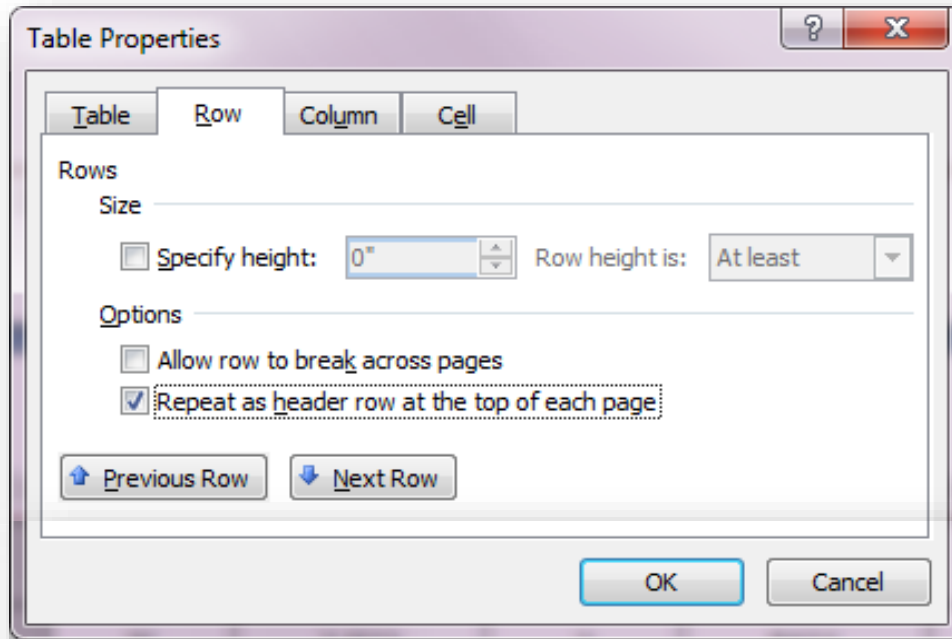 Table Properties
Table Row Column Cell
Rows
Size
Specify height: 0" Row height is: At least
Options
Allow row to break across pages
Repeat as header row at the top of each page
Previous Row Next Row
OK Cancel